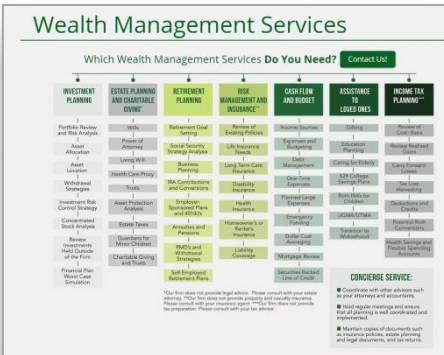 Wealth Management Services
Which Wealth Management Services Do You Need? Contact Us!
INVESTMENT
PLANNING
Portfolio Review
and Risk Analysis
Asset
Allocation
Asset
Location
Withdrawal
Strategies
Investment Risk
Control Strategy
Concentrated
Stock Analysis
Review
Investments
Held Outside
of the Firm
Financial Plan
Worst Case
Simulation
ESTATE PLANNING
AND CHARITABLE
GIVING*
Wills
Power of
Attorney
Living Will
Health Care Proxy
Trusts
Asset Protection
Analysis
Estate Taxes
Guardians for
Minor Children
Charitable Giving
and Trusts
RETIREMENT
PLANNING
Retirement Goal
Setting
Social Security
Strategy Analysis
Business
Planning
IRA Contributions
and Conversions
Employer-
Sponsored Plans
and 401(k)'s
Annuities and
Pensions
RMD's and
Withdrawal
Strategies
Self-Employed
Retirement Plans
RISK
MANAGEMENT AND
INSURANCE**
Review of
Existing Policies
Life Insurance
Needs
Long Term Care
Insurance
Disability
Insurance
Health
Insurance
Homeowner's or
Renter's
Insurance
Liability
Coverage
CASH FLOW
AND BUDGET
Income Sources
Expenses and
Budgeting
Debt
Management
One-Time
Expenses
Planned Large
Expenses
Emergency
Funding
Dollar Cost
Averaging
Mortgage Review
Securities Backed
Line of Credit
ASSISTANCE
TO
LOVED ONES
Gifting
Education
Planning
Caring for Elderly
529 College
Savings Plans
Roth IRAs for
Children
UGMA/UTMA
Transition to
Widowhood
INCOME TAX
PLANNING***
Review of
Cost-Basis
Review Realized
Gains
Carry Forward
Losses
Tax Loss
Harvesting
Deductions and
Credits
Potential Roth
Conversions
Health Savings and
Flexible Spending
Accounts
*Our firm does not provide legal advice. Please consult with your estate
attorney. **Our firm does not provide property and casualty insurance.
Please consult with your insurance agent. ***Our firm does not provide
tax preparation. Please consult with your tax advisor.
CONCIERGE SERVICE:
■ Coordinate with other advisors such
as your attorneys and accountants.
■ Hold regular meetings and ensure
that all planning is well coordinated and
implemented.
■ Maintain copies of documents such
as insurance policies, estate planning
and legal documents, and tax returns.